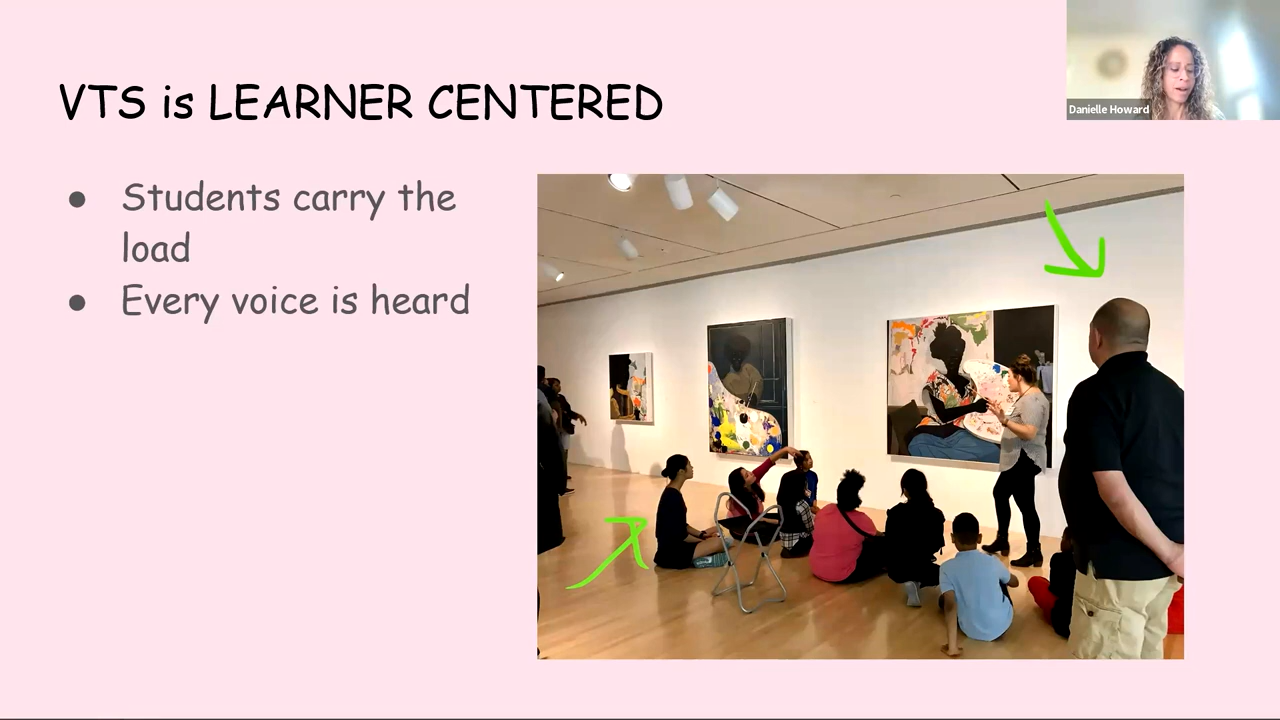 VTS is LEARNER CENTERED
Danielle Howard
● Students carry the
load
● Every voice is heard